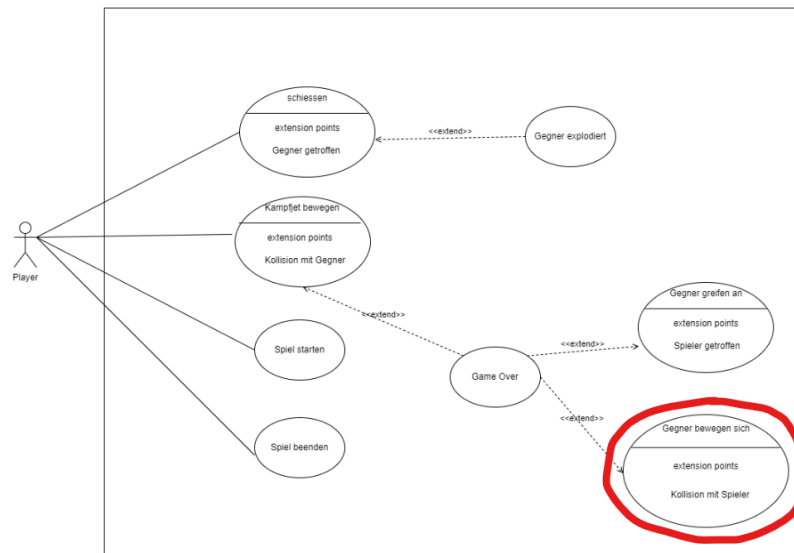 schiessen
extension points
Gegner getroffen
<<extend>>
Gegner explodiert
Kampfjet bewegen
extension points
Kollision mit Gegner
Player
<<extend>>
Gegner greifen an
extension points
Spieler getroffen
<<extend>>
Spiel starten
Game Over
<<extend>>
Gegner bewegen sich
extension points
Kollision mit Spieler
Spiel beenden